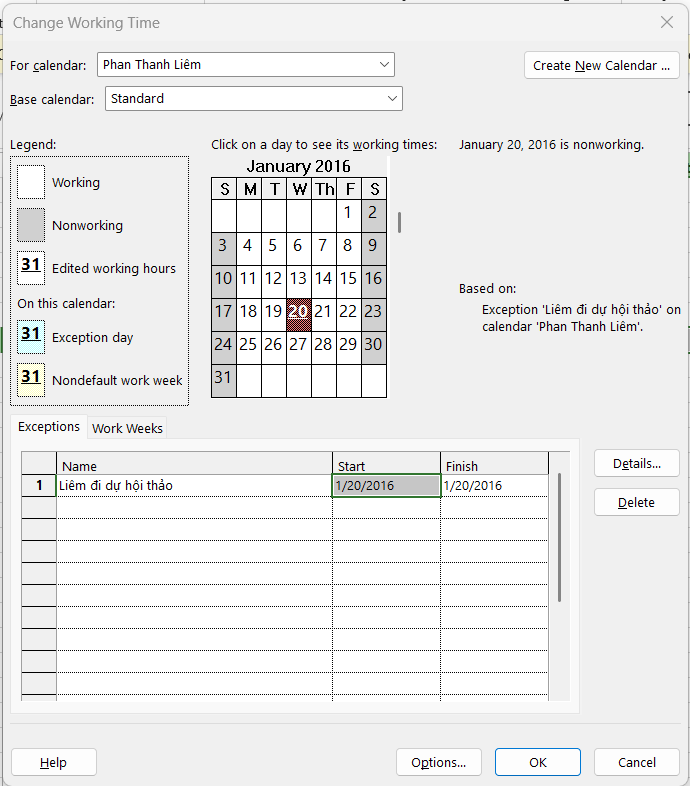 Change Working Time
For calendar: Phan Thanh Liêm
Create New Calendar ...
Base calendar: Standard
Legend:
Working
Nonworking
31 Edited working hours
On this calendar:
31 Exception day
31 Nondefault work week
Click on a day to see its working times:
January 2016
S M T W Th F S
1 2
3 4 5 6 7 8 9
10 11 12 13 14 15 16
17 18 19 20 21 22 23
24 25 26 27 28 29 30
31
January 20, 2016 is nonworking.
Based on:
Exception 'Liêm đi dự hội thảo' on
calendar 'Phan Thanh Liêm'.
Exceptions Work Weeks
Name Start Finish
1 Liêm đi dự hội thảo 1/20/2016 1/20/2016
Details...
Delete
Help
Options...
OK
Cancel